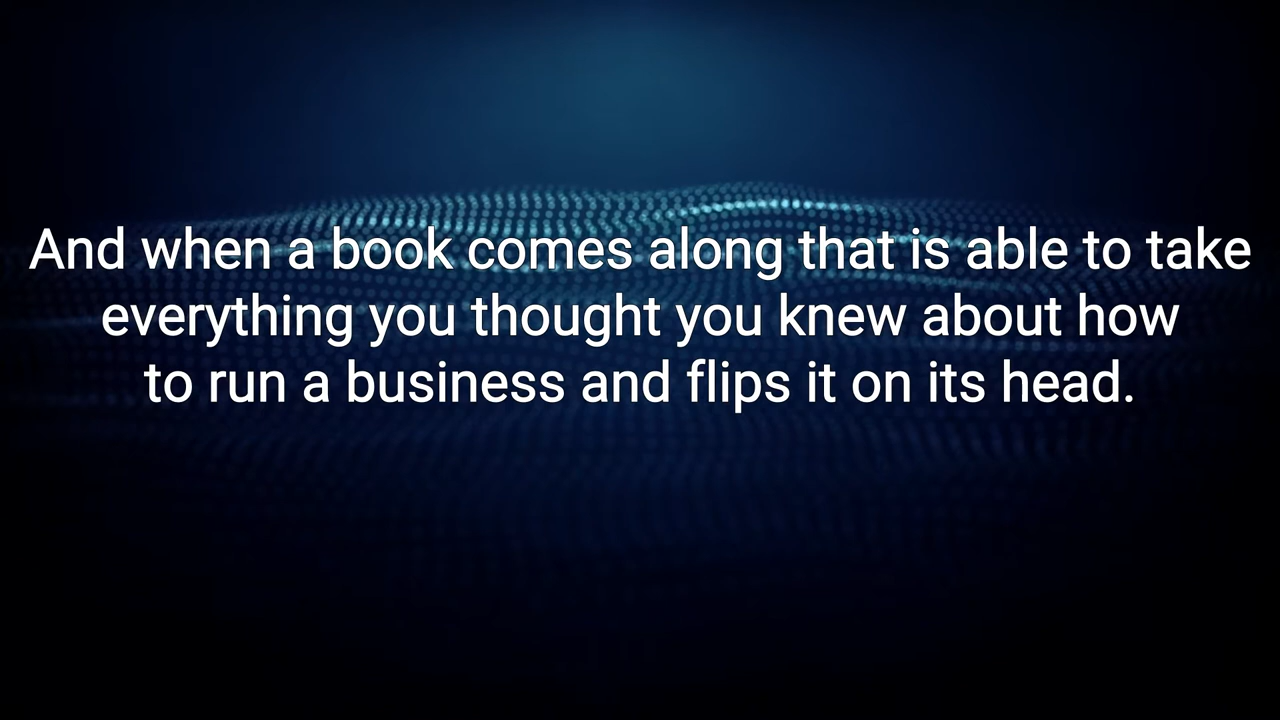 And when a book comes along that is able to take
everything you thought you knew about how
to run a business and flips it on its head.